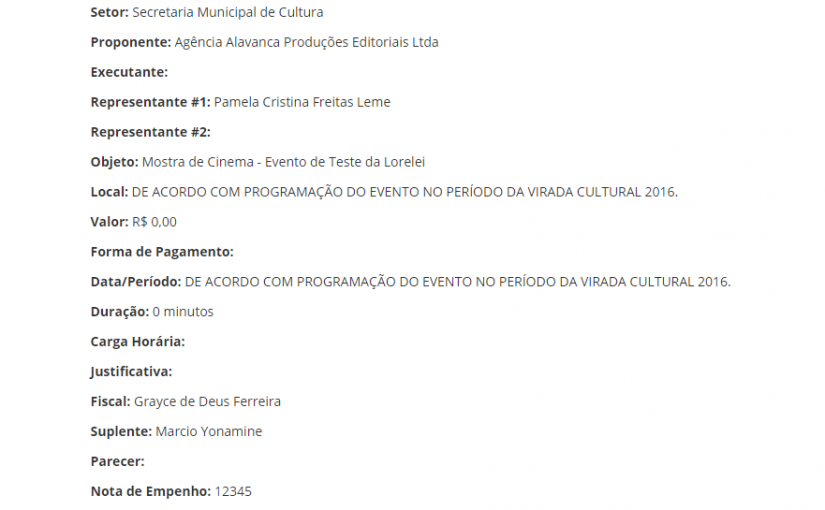 Setor: Secretaria Municipal de Cultura
Proponente: Agência Alavanca Produções Editoriais Ltda
Executante:
Representante #1: Pamela Cristina Freitas Leme
Representante #2:
Objeto: Mostra de Cinema - Evento de Teste da Lorelei
Local: DE ACORDO COM PROGRAMAÇÃO DO EVENTO NO PERÍODO DA VIRADA CULTURAL 2016.
Valor: R$ 0,00
Forma de Pagamento:
Data/Período: DE ACORDO COM PROGRAMAÇÃO DO EVENTO NO PERÍODO DA VIRADA CULTURAL 2016.
Duração: 0 minutos
Carga Horária:
Justificativa:
Fiscal: Grayce de Deus Ferreira
Suplente: Marcio Yonamine
Parecer:
Nota de Empenho: 12345